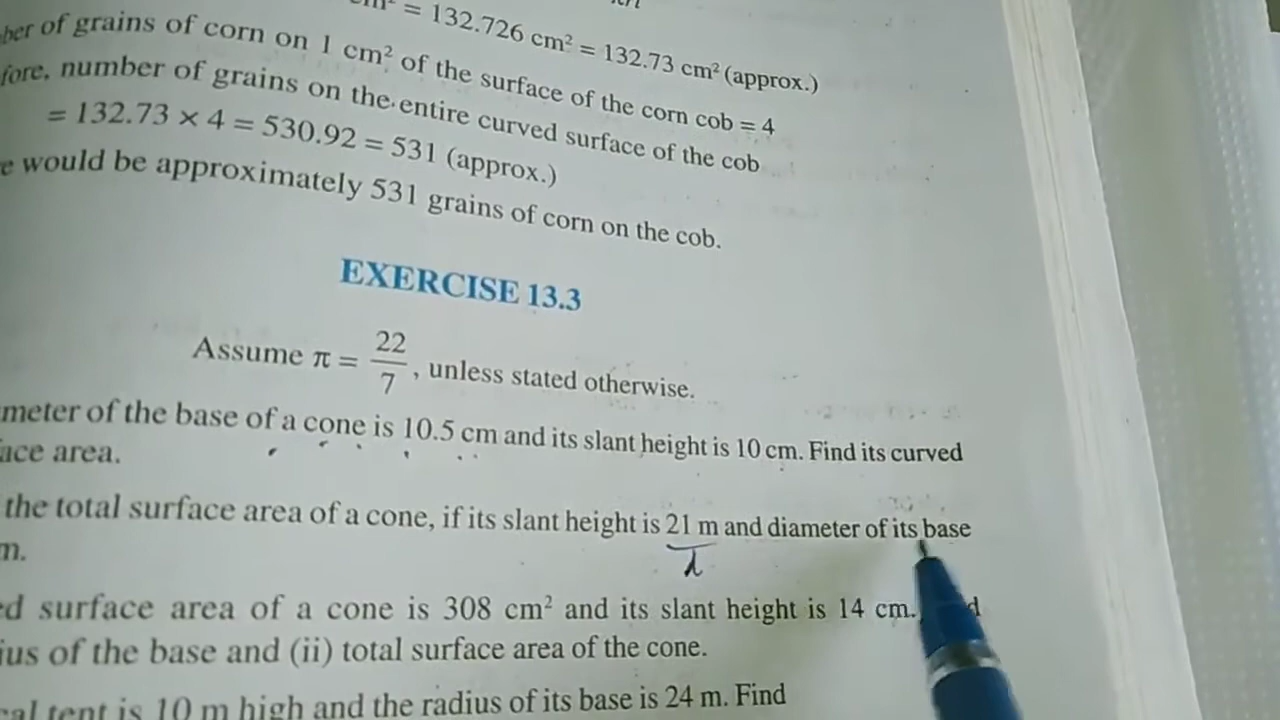 = 132.726 cm² = 132.73 cm² (approx.)
ber of grains of corn on 1 cm² of the surface of the corn cob = 4
fore, number of grains on the entire curved surface of the cob
= 132.73 × 4 = 530.92 = 531 (approx.)
e would be approximately 531 grains of corn on the cob.
EXERCISE 13.3
Assume π = 22/7, unless stated otherwise.
meter of the base of a cone is 10.5 cm and its slant height is 10 cm. Find its curved
ace area.
the total surface area of a cone, if its slant height is 21 m and diameter of its base
m.
l
ed surface area of a cone is 308 cm² and its slant height is 14 cm.
ius of the base and (ii) total surface area of the cone.
cal tent is 10 m high and the radius of its base is 24 m. Find